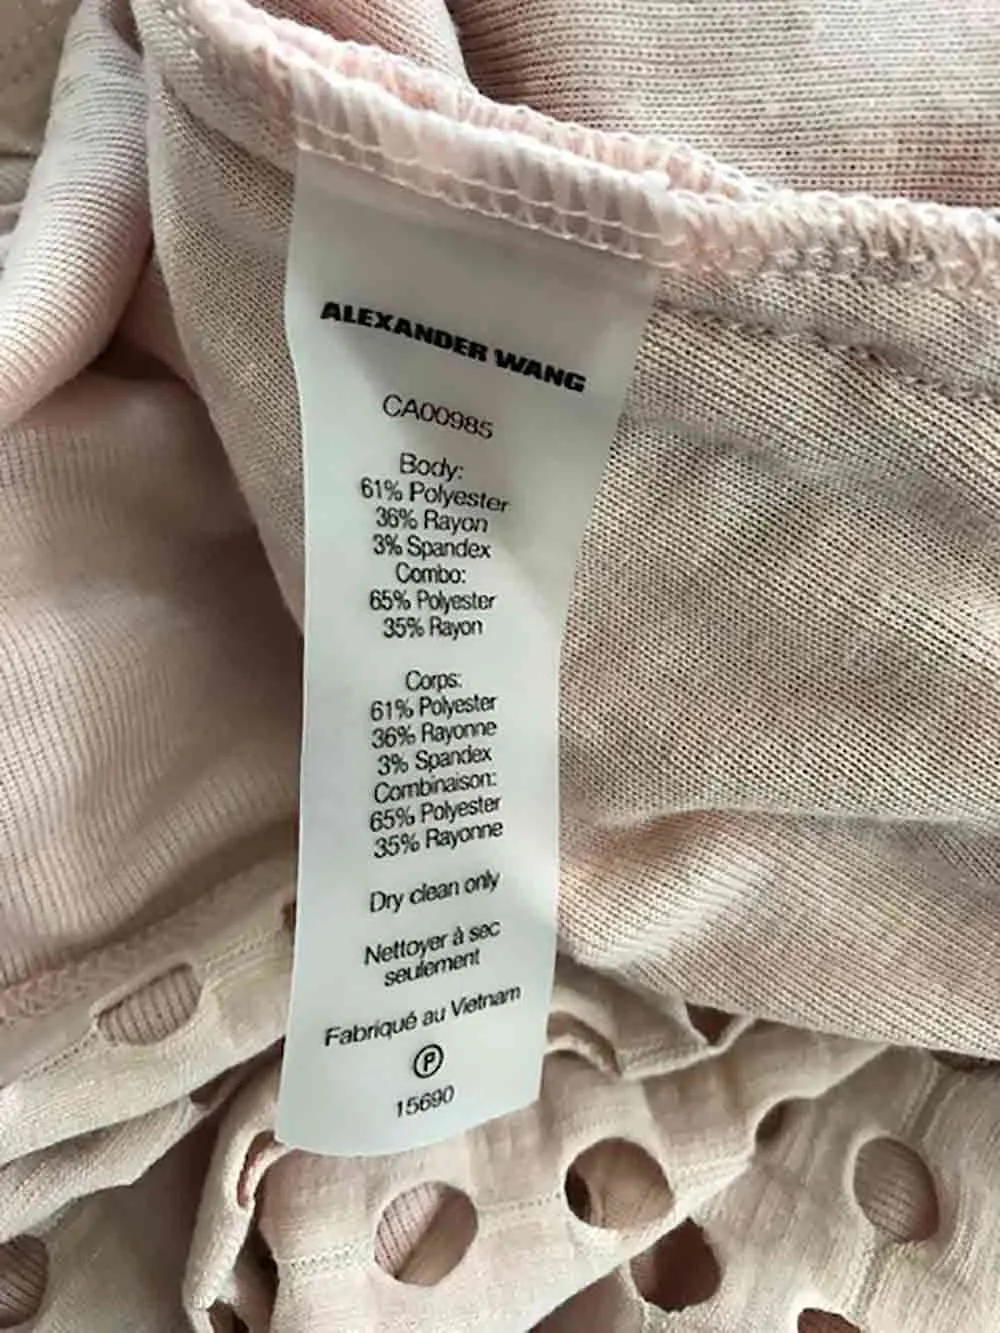 ALEXANDER WANG
CA00985
Body:
61% Polyester
36% Rayon
3% Spandex
Combo:
65% Polyester
35% Rayon
Corps:
61% Polyester
36% Rayonne
3% Spandex
Combinaison:
65% Polyester
35% Rayonne
Dry clean only
Nettoyer à sec
seulement
Fabriqué au Vietnam
P
15690